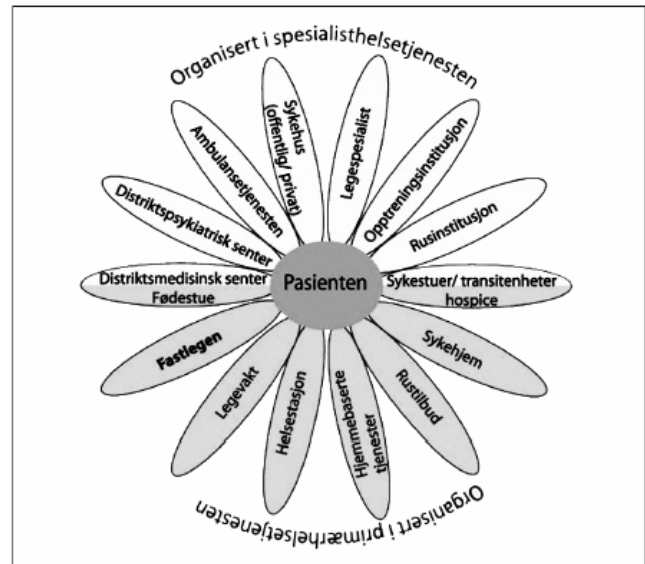 Organisert i spesialisthelsetjenesten
Sykehus
(offentlig/ privat)
Legespesialist
Ambulansetjenesten
Opptreningsinstitusjon
Distriktspsykiatrisk senter
Rusinstitusjon
Distriktsmedisinsk senter
Fødestue
Pasienten
Sykestuer/ transitenheter
hospice
Fastlegen
Sykehjem
Legevakt
Rustilbud
Helsestasjon
Hjemmebaserte
tjenester
Organisert i primærhelsetjenesten